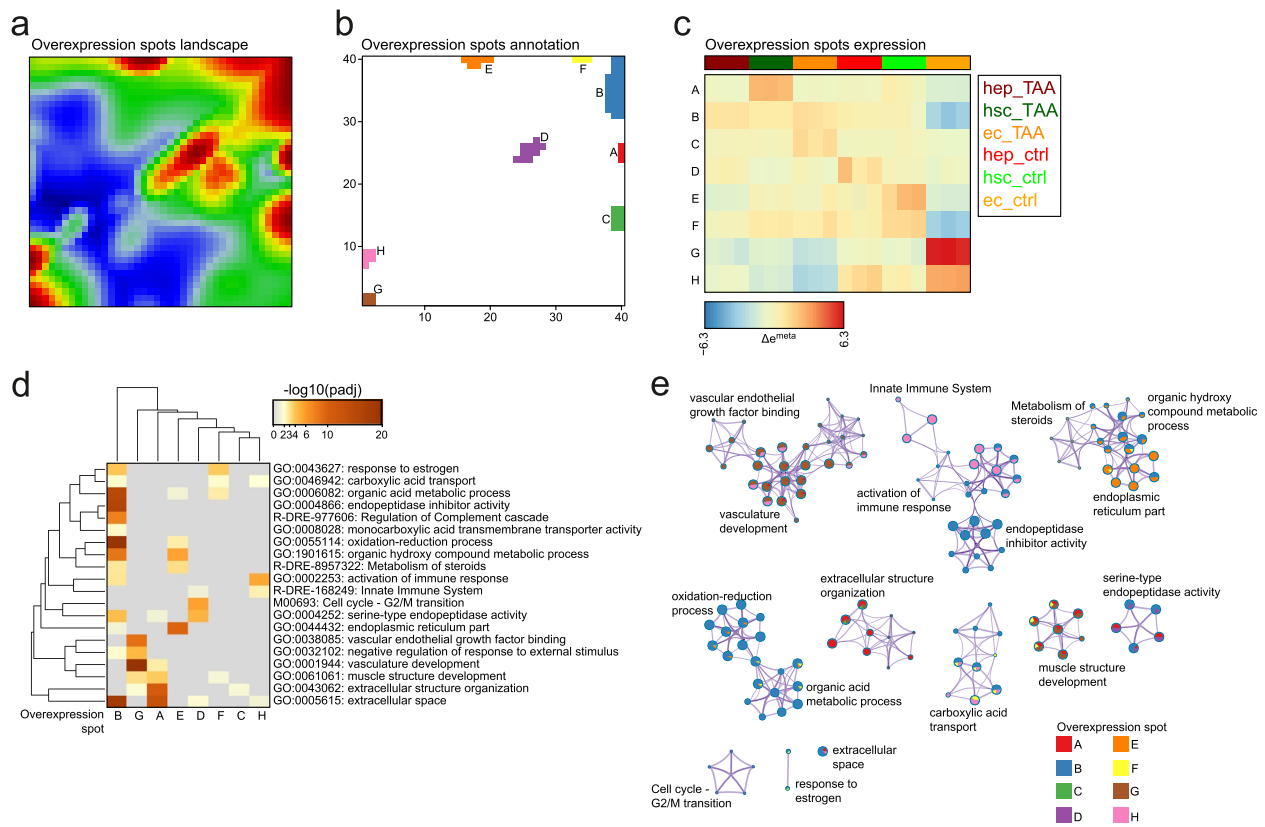 a
Overexpression spots landscape
b
Overexpression spots annotation
40
30
20
10
10
20
30
40
E
F
B
D
A
C
H
G
c
Overexpression spots expression
A
B
C
D
E
F
G
H
hep_TAA
hsc_TAA
ec_TAA
hep_ctrl
hsc_ctrl
ec_ctrl
−6.3
Δe^meta
6.3
d
-log10(padj)
0 2 3 4 6 10 20
GO:0043627: response to estrogen
GO:0046942: carboxylic acid transport
GO:0006082: organic acid metabolic process
GO:0004866: endopeptidase inhibitor activity
R-DRE-977606: Regulation of Complement cascade
GO:0008028: monocarboxylic acid transmembrane transporter activity
GO:0055114: oxidation-reduction process
GO:1901615: organic hydroxy compound metabolic process
R-DRE-8957322: Metabolism of steroids
GO:0002253: activation of immune response
R-DRE-168249: Innate Immune System
M00693: Cell cycle - G2/M transition
GO:0004252: serine-type endopeptidase activity
GO:0044432: endoplasmic reticulum part
GO:0038085: vascular endothelial growth factor binding
GO:0032102: negative regulation of response to external stimulus
GO:0001944: vasculature development
GO:0061061: muscle structure development
GO:0043062: extracellular structure organization
GO:0005615: extracellular space
Overexpression
spot
B G A E D F C H
e
vascular endothelial
growth factor binding
vasculature
development
Innate Immune System
activation of
immune response
endopeptidase
inhibitor activity
Metabolism of
steroids
organic hydroxy
compound metabolic
process
endoplasmic
reticulum part
oxidation-reduction
process
organic acid
metabolic process
extracellular structure
organization
carboxylic acid
transport
serine-type
endopeptidase activity
muscle structure
development
Cell cycle -
G2/M transition
response to
estrogen
extracellular
space
Overexpression spot
A
B
C
D
E
F
G
H